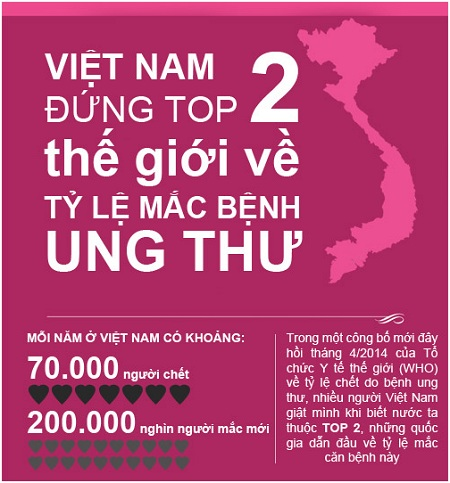 VIỆT NAM
ĐỨNG TOP 2
thế giới về
TỶ LỆ MẮC BỆNH
UNG THƯ
MỖI NĂM Ở VIỆT NAM CÓ KHOẢNG:
70.000 người chết
200.000 nghìn người mắc mới
Trong một công bố mới đây
hồi tháng 4/2014 của Tổ
chức Y tế thế giới (WHO)
về tỷ lệ chết do bệnh ung
thư, nhiều người Việt Nam
giật mình khi biết nước ta
thuộc TOP 2, những quốc
gia dẫn đầu về tỷ lệ mắc
căn bệnh này